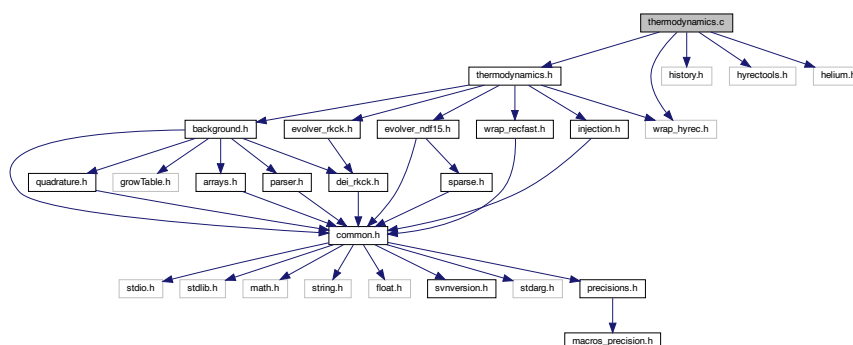 thermodynamics.c
thermodynamics.h
history.h
hyrectools.h
helium.h
background.h
evolver_rkck.h
evolver_ndf15.h
wrap_recfast.h
injection.h
wrap_hyrec.h
quadrature.h
growTable.h
arrays.h
parser.h
dei_rkck.h
sparse.h
common.h
stdio.h
stdlib.h
math.h
string.h
float.h
svnversion.h
stdarg.h
precisions.h
macros_precision.h